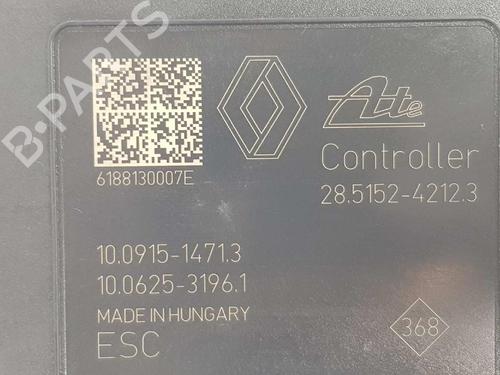 B-PARTS
Ate
6188130007E
Controller
28.5152-4212.3
10.0915-1471.3
10.0625-3196.1
MADE IN HUNGARY
ESC
368